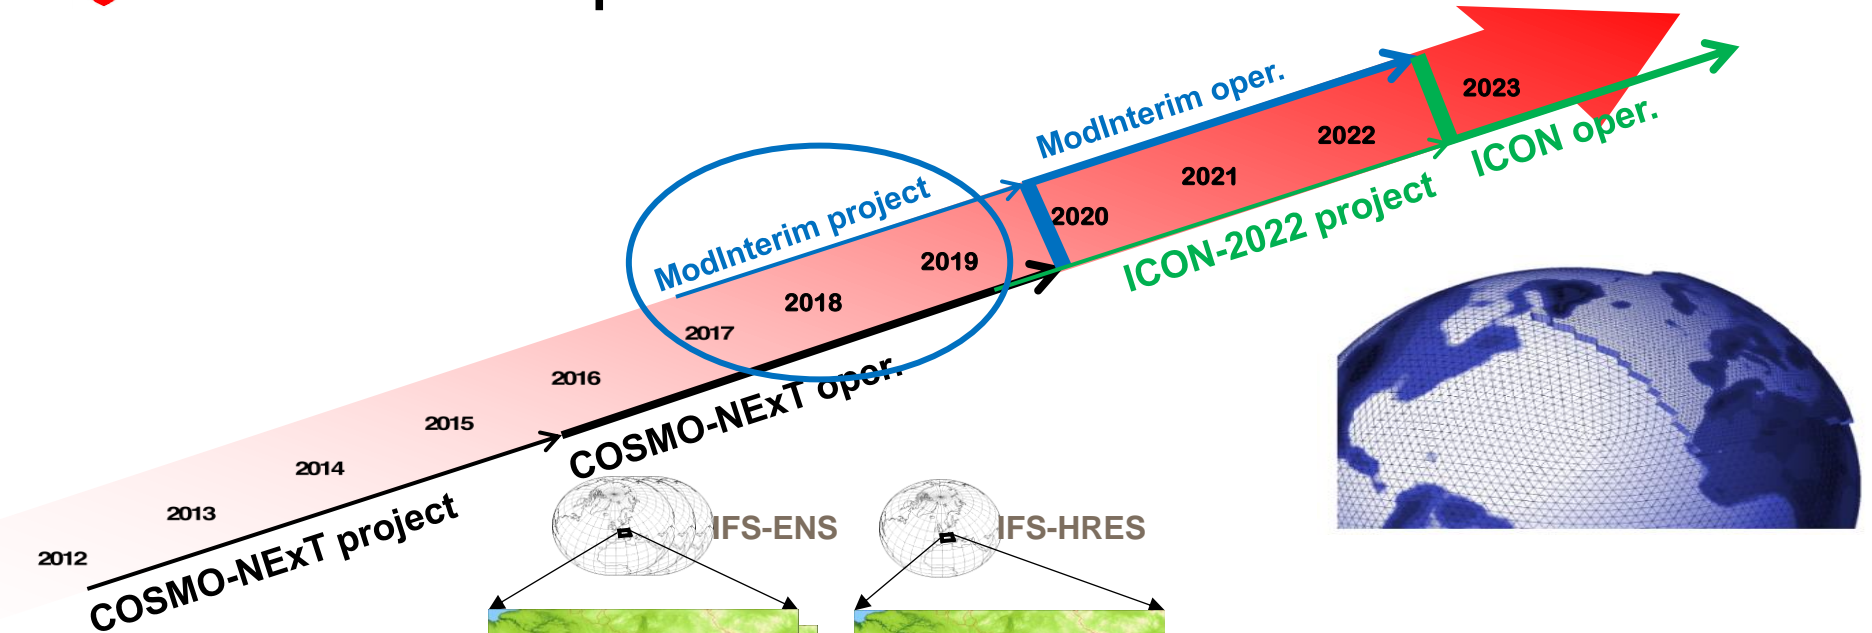 2012
2013
2014
2015
2016
2017
2018
2019
2020
2021
2022
2023
COSMO-NExT project
COSMO-NExT oper.
ModInterim project
ModInterim oper.
ICON-2022 project
ICON oper.
IFS-ENS
IFS-HRES